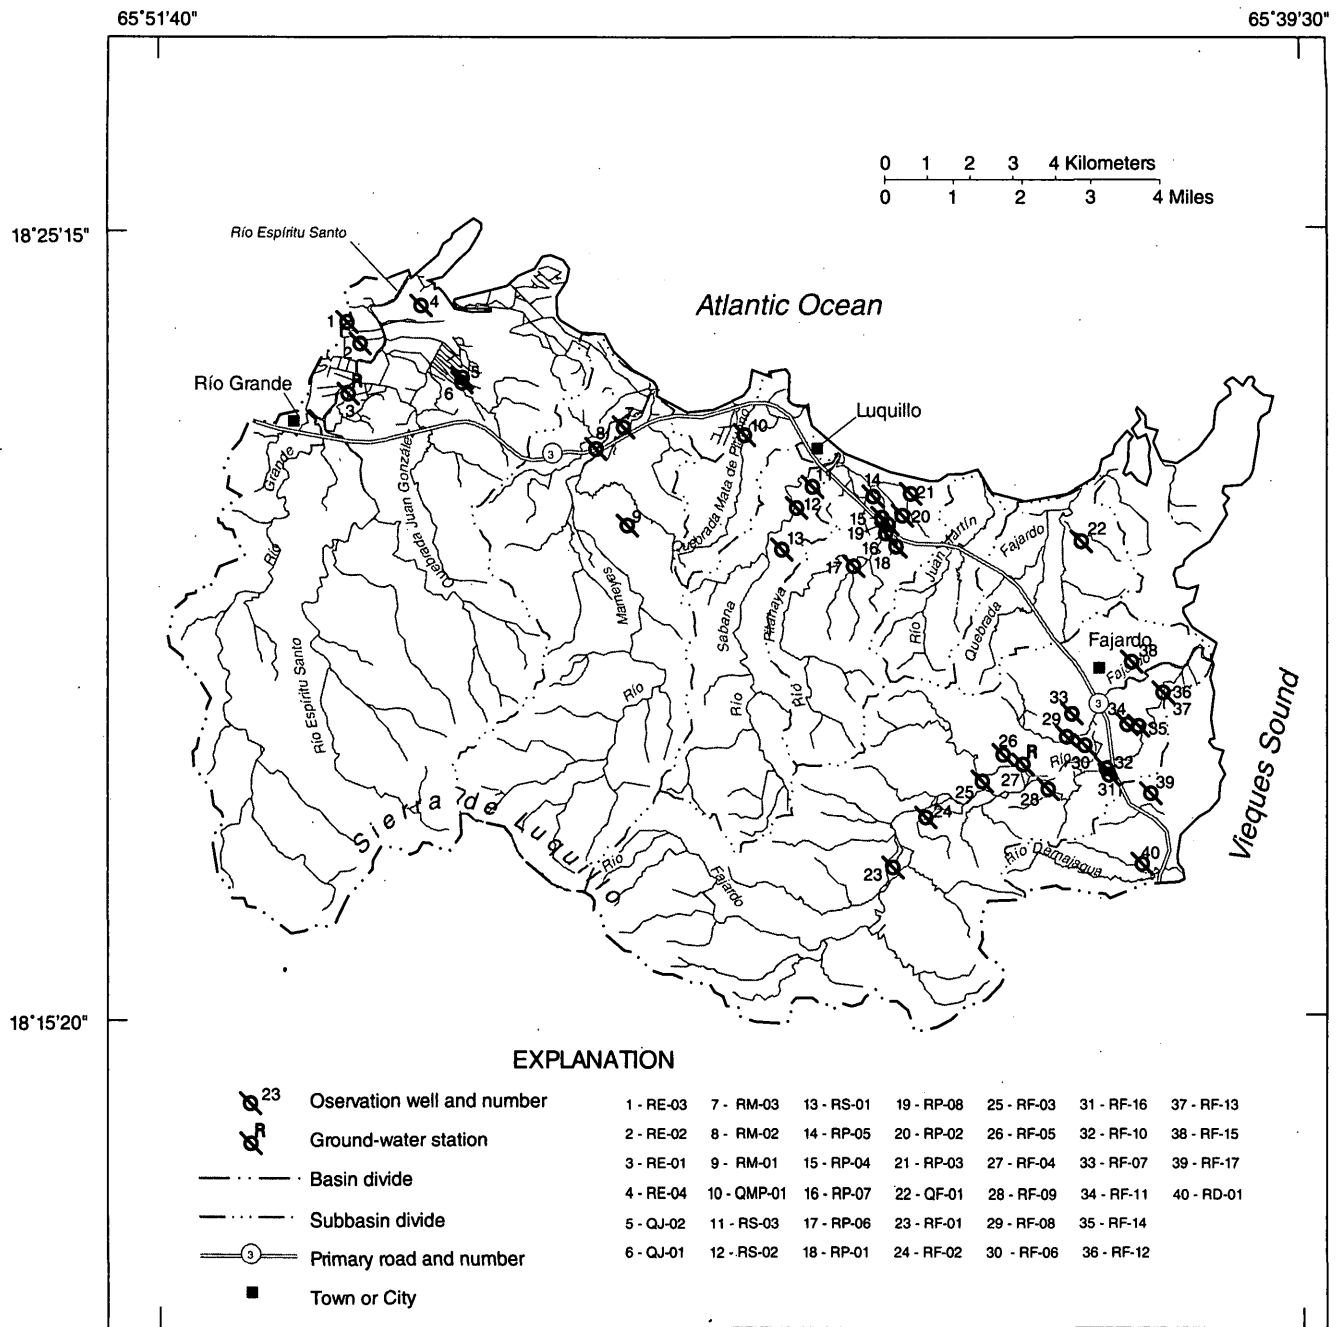 65°51'40"
65°39'30"
0 1 2 3 4 Kilometers
0 1 2 3 4 Miles
18°25'15"
Río Espíritu Santo
Atlantic Ocean
4
1
2
5
6
R
3
Río Grande
Luquillo
7
8
3
9
10
11
12
13
14
15
19
16
18
17
20
21
22
Grande
Río
Quebrada Juan González
Río Espíritu Santo
Mameyes
Río
Quebrada Mata de Plátano
Sabana
Río
Pitahaya
Río
Juan Martín
Río
Fajardo
Quebrada
Fajardo
38
Fajardo
36
37
33
34
35
29
3
26
R
30
32
Río
27
31
25
28
39
24
Vieques Sound
Sierra de Luquillo
Río
Fajardo
23
Río Demajagua
40
18°15'20"
EXPLANATION
23 Oservation well and number
R Ground-water station
Basin divide
Subbasin divide
3 Primary road and number
Town or City
1 - RE-03 7 - RM-03 13 - RS-01 19 - RP-08 25 - RF-03 31 - RF-16 37 - RF-13
2 - RE-02 8 - RM-02 14 - RP-05 20 - RP-02 26 - RF-05 32 - RF-10 38 - RF-15
3 - RE-01 9 - RM-01 15 - RP-04 21 - RP-03 27 - RF-04 33 - RF-07 39 - RF-17
4 - RE-04 10 - QMP-01 16 - RP-07 22 - QF-01 28 - RF-09 34 - RF-11 40 - RD-01
5 - QJ-02 11 - RS-03 17 - RP-06 23 - RF-01 29 - RF-08 35 - RF-14
6 - QJ-01 12 - RS-02 18 - RP-01 24 - RF-02 30 - RF-06 36 - RF-12